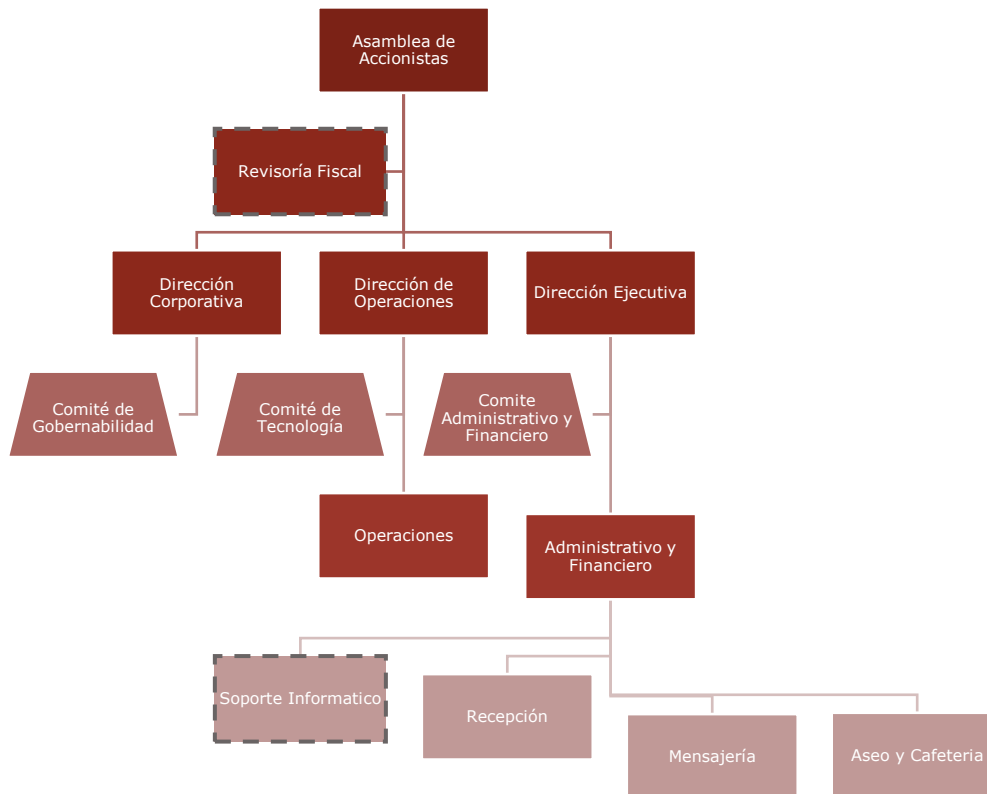 Asamblea de
Accionistas
Revisoría Fiscal
Dirección
Corporativa
Dirección de
Operaciones
Dirección Ejecutiva
Comité de
Gobernabilidad
Comité de
Tecnología
Comite
Administrativo y
Financiero
Operaciones
Administrativo y
Financiero
Soporte Informatico
Recepción
Mensajería
Aseo y Cafeteria